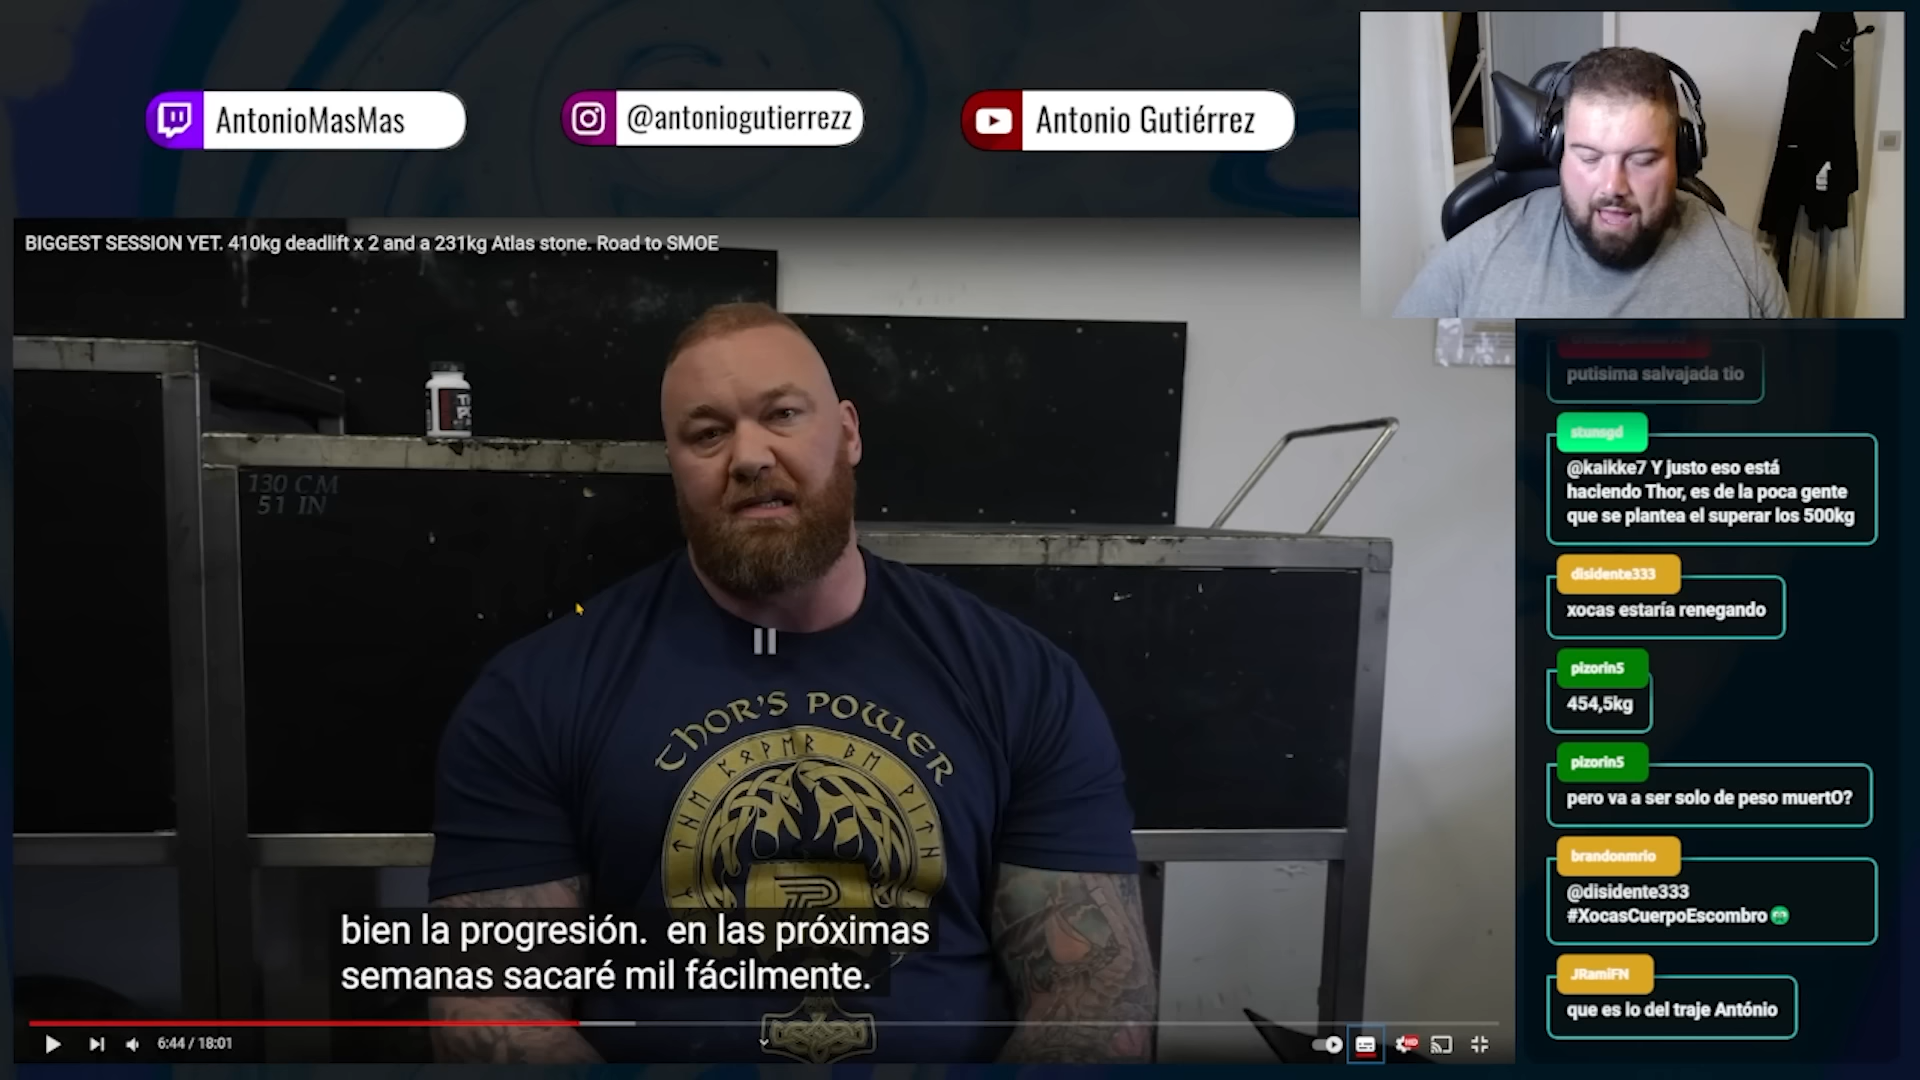 AntonioMasMas
@antoniogutierrezz
Antonio Gutiérrez
BIGGEST SESSION YET. 410kg deadlift x 2 and a 231kg Atlas stone. Road to SMOE
130 CM
51 IN
THOR'S POWER
bien la progresión.  en las próximas
semanas sacaré mil fácilmente.
6:44 / 18:01
HD
putisima salvajada tio
stunsgd
@kaikke7 Y justo eso está
haciendo Thor, es de la poca gente
que se plantea el superar los 500kg
disidente333
xocas estaría renegando
pizorin5
454,5kg
pizorin5
pero va a ser solo de peso muertO?
brandonmrio
@disidente333
#XocasCuerpoEscombro
JRamiFN
que es lo del traje António